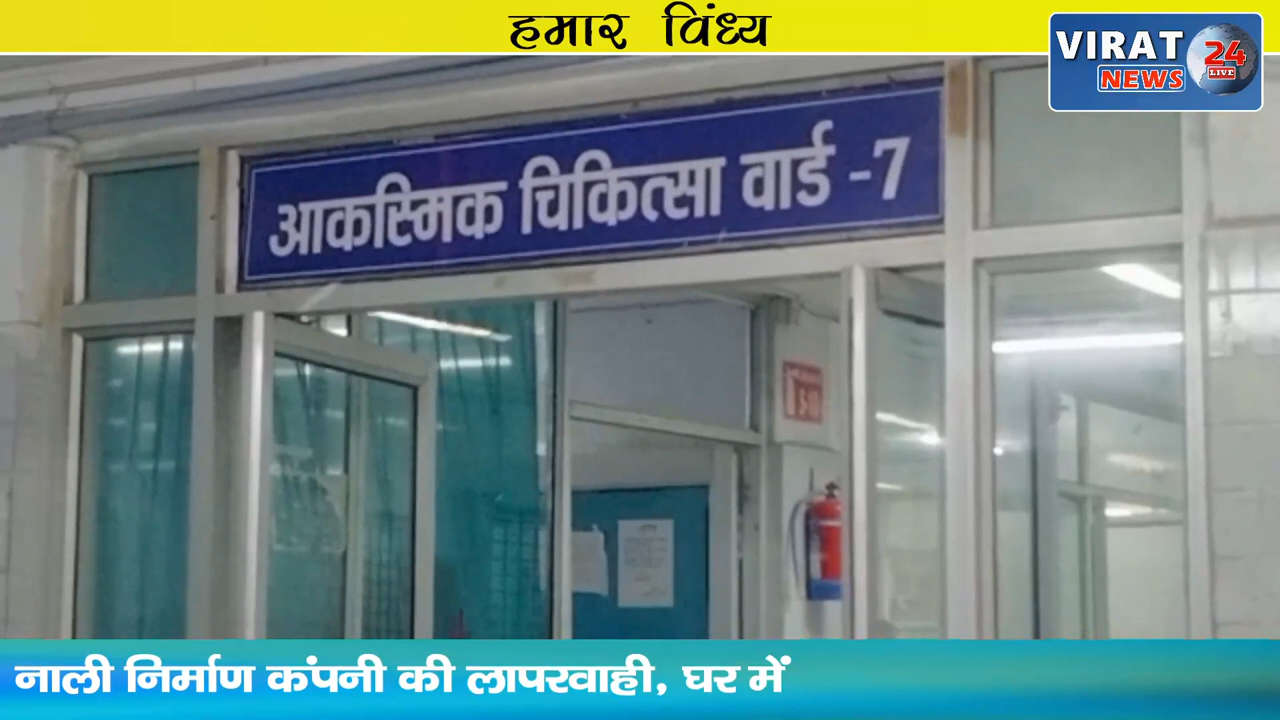 हमार विंध्य
VIRAT
NEWS
24
LIVE
आकस्मिक चिकित्सा वार्ड -7
नाली निर्माण कंपनी की लापरवाही, घर में